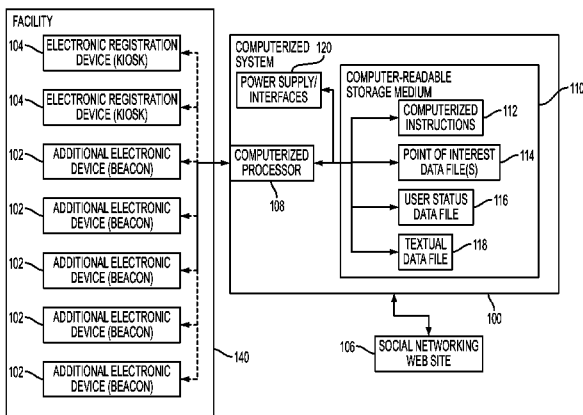 FACILITY
104
ELECTRONIC REGISTRATION
DEVICE (KIOSK)
104
ELECTRONIC REGISTRATION
DEVICE (KIOSK)
102
ADDITIONAL ELECTRONIC
DEVICE (BEACON)
102
ADDITIONAL ELECTRONIC
DEVICE (BEACON)
102
ADDITIONAL ELECTRONIC
DEVICE (BEACON)
102
ADDITIONAL ELECTRONIC
DEVICE (BEACON)
102
ADDITIONAL ELECTRONIC
DEVICE (BEACON)
140
COMPUTERIZED
SYSTEM
120
POWER SUPPLY/
INTERFACES
COMPUTERIZED
PROCESSOR
108
COMPUTER-READABLE
STORAGE MEDIUM
110
COMPUTERIZED
INSTRUCTIONS
112
POINT OF INTEREST
DATA FILE(S)
114
USER STATUS
DATA FILE
116
TEXTUAL
DATA FILE
118
100
106
SOCIAL NETWORKING
WEB SITE